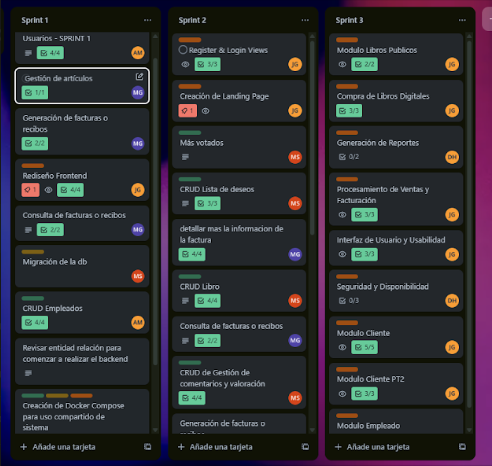 Sprint 1
Usuarios - SPRINT 1
4/4
AM
Gestión de artículos
1/1
MG
Generación de facturas o
recibos
2/2
MG
Rediseño Frontend
1
4/4
JG
Consulta de facturas o recibos
2/2
MG
Migración de la db
MS
CRUD Empleados
4/4
AM
Revisar entidad relación para
comenzar a realizar el backend
Creación de Docker Compose
para uso compartido de
sistema
Añade una tarjeta
Sprint 2
Register & Login Views
5/5
JG
Creación de Landing Page
1
JG
Más votados
MS
CRUD Lista de deseos
3/3
MS
detallar mas la informacion de
la factura
4/4
MG
CRUD Libro
4/4
MS
Consulta de facturas o recibos
2/2
MG
CRUD de Gestión de
comentarios y valoración
4/4
MS
Generación de facturas o
recibos
Añade una tarjeta
Sprint 3
Modulo Libros Publicos
2/2
JG
Compra de Libros Digitales
3/3
JG
Generación de Reportes
0/2
DH
Procesamiento de Ventas y
Facturación
3/3
JG
Interfaz de Usuario y Usabilidad
3/3
JG
Seguridad y Disponibilidad
0/3
DH
Modulo Cliente
5/5
JG
Modulo Cliente PT2
3/3
JG
Modulo Empleado
Añade una tarjeta